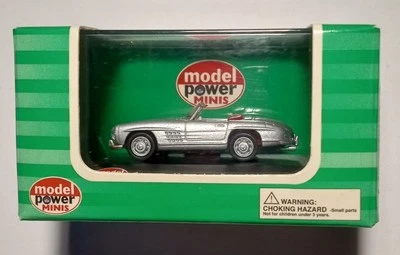 model
power
MINIS
model
power
MINIS
WARNING:
CHOKING HAZARD -Small parts
Not for children under 3 years.